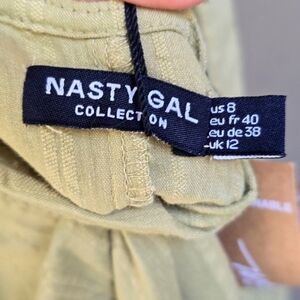 NASTY GAL
COLLECTION
us 8
eu fr 40
eu de 38
uk 12